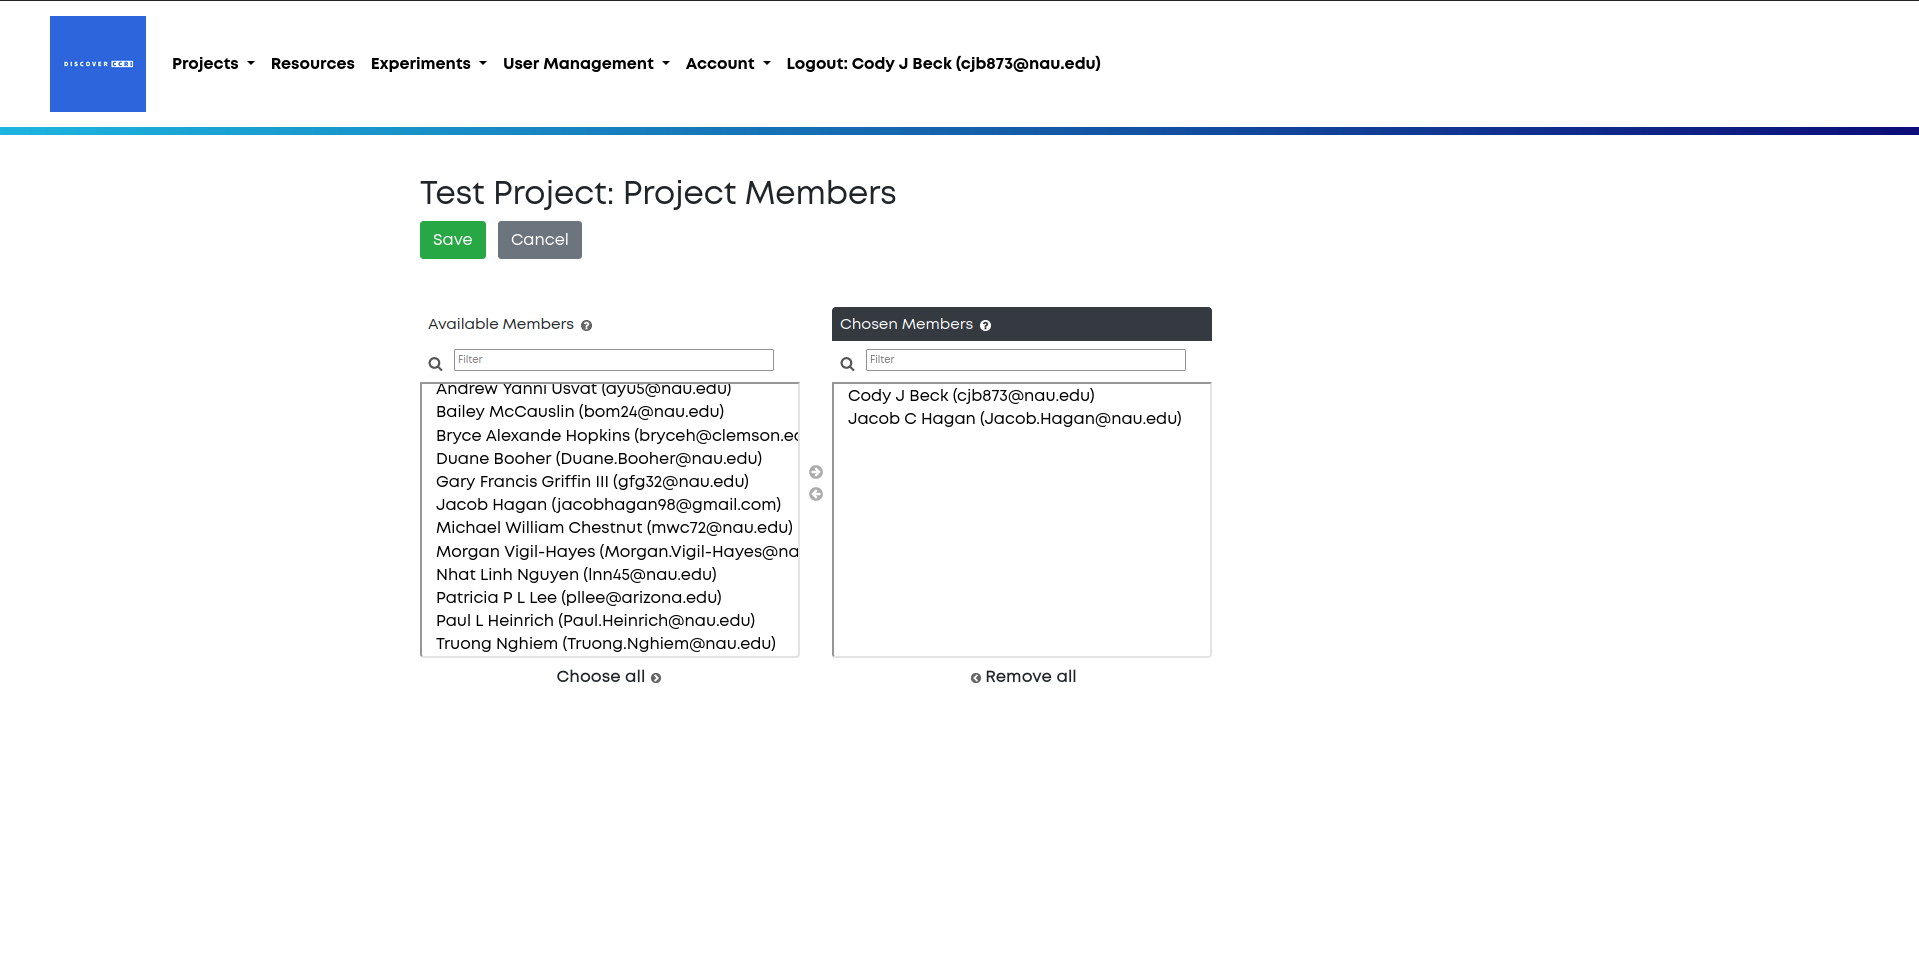 DISCOVER CCRI
Projects Resources Experiments User Management Account Logout: Cody J Beck (cjb873@nau.edu)
Test Project: Project Members
Save Cancel
Available Members ?
Filter
Andrew Yanni Usvat (ayu5@nau.edu)
Bailey McCauslin (bom24@nau.edu)
Bryce Alexande Hopkins (bryceh@clemson.ed
Duane Booher (Duane.Booher@nau.edu)
Gary Francis Griffin III (gfg32@nau.edu)
Jacob Hagan (jacobhagan98@gmail.com)
Michael William Chestnut (mwc72@nau.edu)
Morgan Vigil-Hayes (Morgan.Vigil-Hayes@na
Nhat Linh Nguyen (lnn45@nau.edu)
Patricia P L Lee (pllee@arizona.edu)
Paul L Heinrich (Paul.Heinrich@nau.edu)
Truong Nghiem (Truong.Nghiem@nau.edu)
Choose all
Chosen Members ?
Filter
Cody J Beck (cjb873@nau.edu)
Jacob C Hagan (Jacob.Hagan@nau.edu)
Remove all